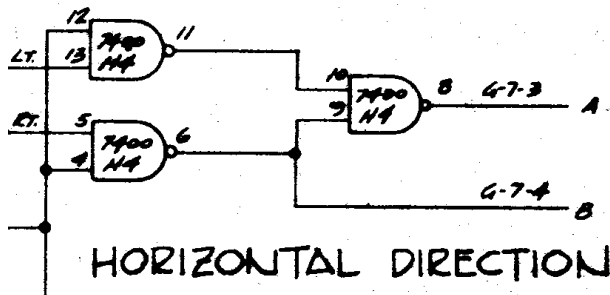 12
11
7400
H4
LT.
13
10
8
G-7-3
A
7400
H4
9
RT.
5
6
7400
H4
4
G-7-4
B
HORIZONTAL DIRECTION